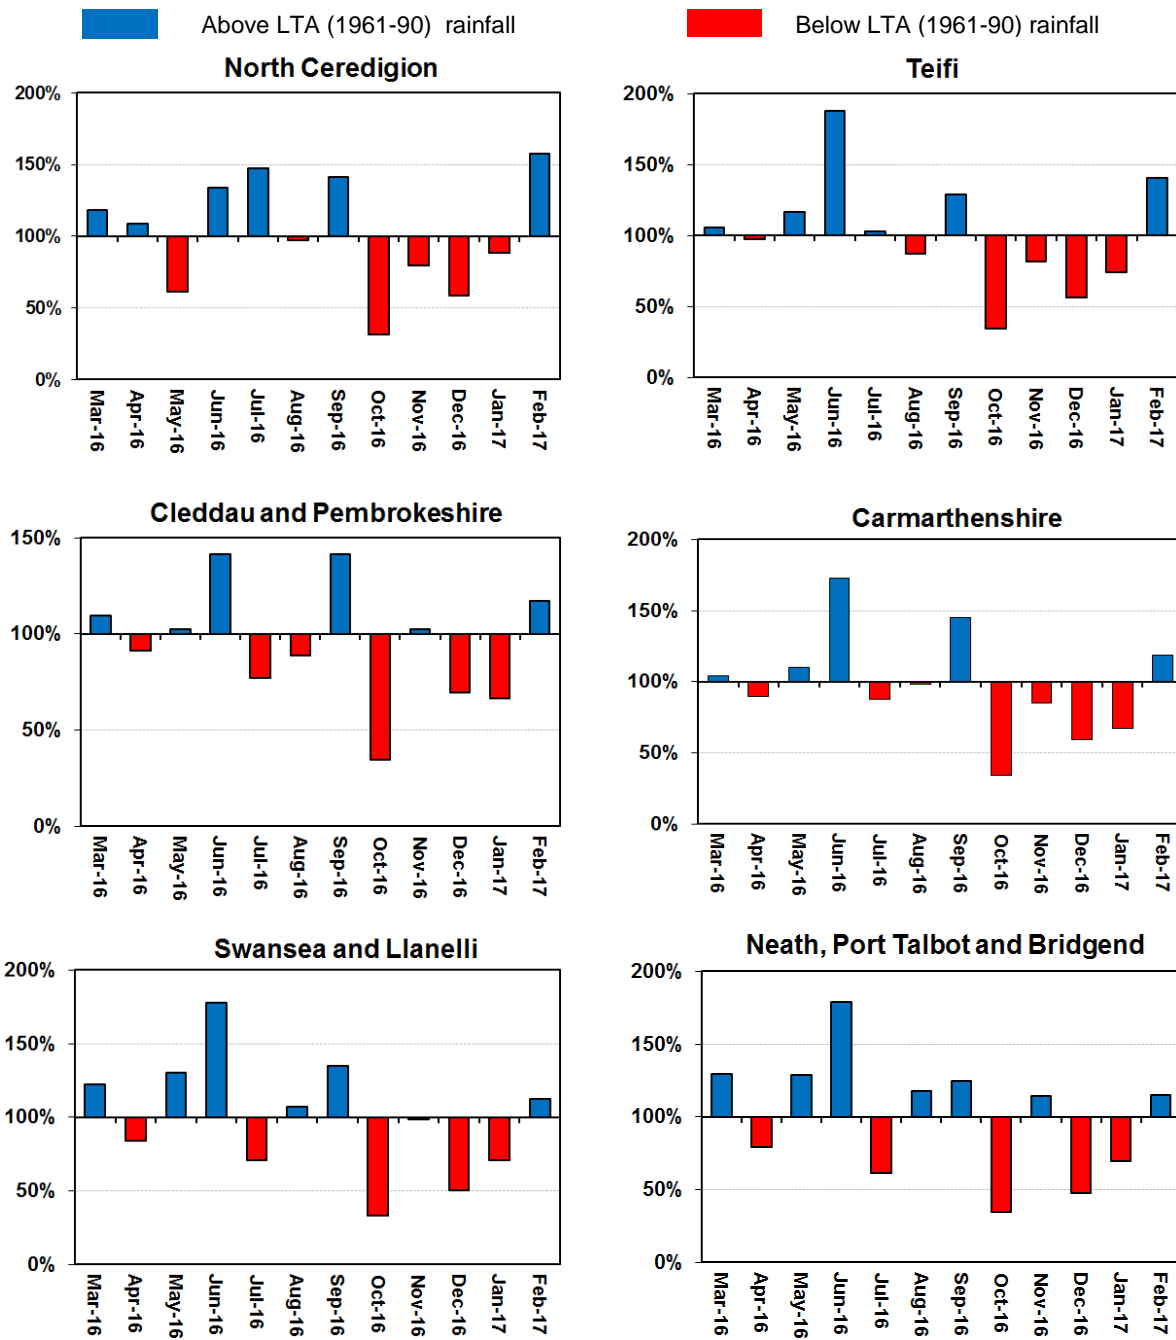 Above LTA (1961-90) rainfall
Below LTA (1961-90) rainfall
North Ceredigion
200%
150%
100%
50%
0%
Mar-16
Apr-16
May-16
Jun-16
Jul-16
Aug-16
Sep-16
Oct-16
Nov-16
Dec-16
Jan-17
Feb-17
Teifi
200%
150%
100%
50%
0%
Mar-16
Apr-16
May-16
Jun-16
Jul-16
Aug-16
Sep-16
Oct-16
Nov-16
Dec-16
Jan-17
Feb-17
Cleddau and Pembrokeshire
150%
100%
50%
0%
Mar-16
Apr-16
May-16
Jun-16
Jul-16
Aug-16
Sep-16
Oct-16
Nov-16
Dec-16
Jan-17
Feb-17
Carmarthenshire
200%
150%
100%
50%
0%
Mar-16
Apr-16
May-16
Jun-16
Jul-16
Aug-16
Sep-16
Oct-16
Nov-16
Dec-16
Jan-17
Feb-17
Swansea and Llanelli
200%
150%
100%
50%
0%
Mar-16
Apr-16
May-16
Jun-16
Jul-16
Aug-16
Sep-16
Oct-16
Nov-16
Dec-16
Jan-17
Feb-17
Neath, Port Talbot and Bridgend
200%
150%
100%
50%
0%
Mar-16
Apr-16
May-16
Jun-16
Jul-16
Aug-16
Sep-16
Oct-16
Nov-16
Dec-16
Jan-17
Feb-17